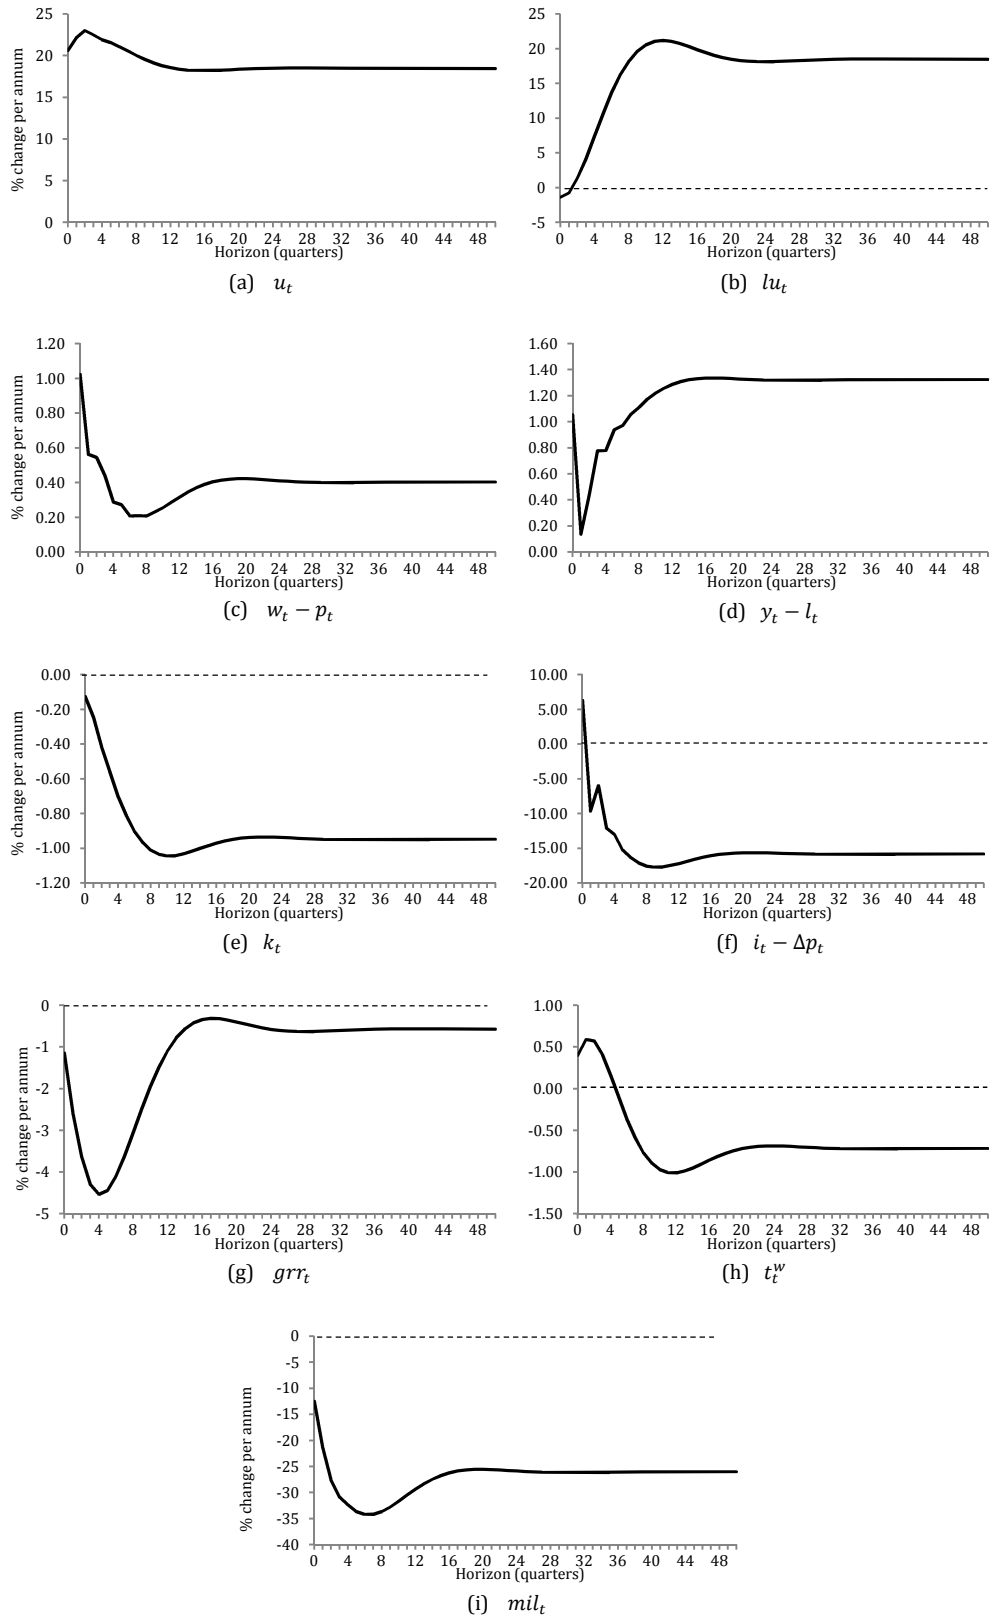 25
20
15
10
5
0
% change per annum
0 4 8 12 16 20 24 28 32 36 40 44 48
Horizon (quarters)
(a) uₜ
25
20
15
10
5
0
-5
0 4 8 12 16 20 24 28 32 36 40 44 48
Horizon (quarters)
(b) luₜ
1.20
1.00
0.80
0.60
0.40
0.20
0.00
% change per annum
0 4 8 12 16 20 24 28 32 36 40 44 48
Horizon (quarters)
(c) wₜ − pₜ
1.60
1.40
1.20
1.00
0.80
0.60
0.40
0.20
0.00
0 4 8 12 16 20 24 28 32 36 40 44 48
Horizon (quarters)
(d) yₜ − lₜ
0.00
-0.20
-0.40
-0.60
-0.80
-1.00
-1.20
% change per annum
0 4 8 12 16 20 24 28 32 36 40 44 48
Horizon (quarters)
(e) kₜ
10.00
5.00
0.00
-5.00
-10.00
-15.00
-20.00
0 4 8 12 16 20 24 28 32 36 40 44 48
Horizon (quarters)
(f) iₜ − Δpₜ
0
-1
-2
-3
-4
-5
% change per annum
0 4 8 12 16 20 24 28 32 36 40 44 48
Horizon (quarters)
(g) grrₜ
1.00
0.50
0.00
-0.50
-1.00
-1.50
0 4 8 12 16 20 24 28 32 36 40 44 48
Horizon (quarters)
(h) tₜʷ
0
-5
-10
-15
-20
-25
-30
-35
-40
% change per annum
0 4 8 12 16 20 24 28 32 36 40 44 48
Horizon (quarters)
(i) milₜ